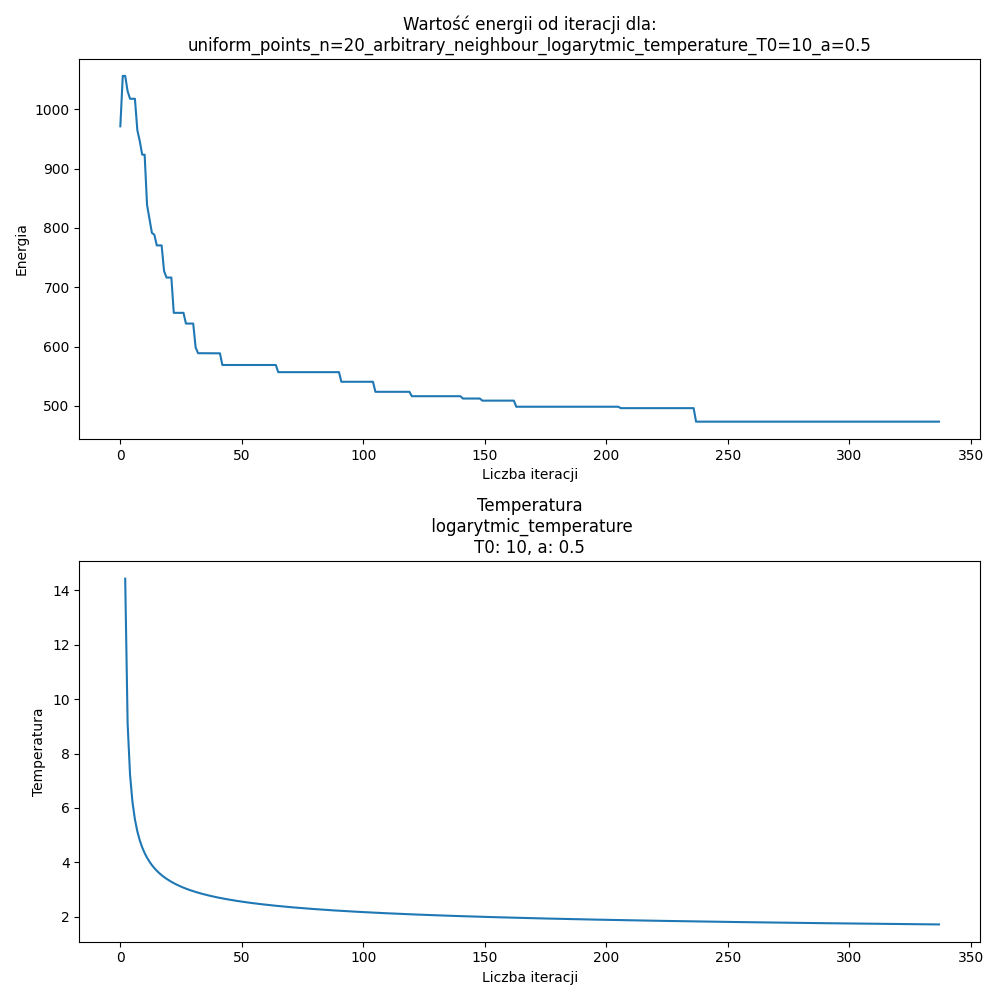 Wartość energii od iteracji dla:
uniform_points_n=20_arbitrary_neighbour_logarytmic_temperature_T0=10_a=0.5
1000
900
800
700
600
500
Energia
0 50 100 150 200 250 300 350
Liczba iteracji
Temperatura
logarytmic_temperature
T0: 10, a: 0.5
14
12
10
8
6
4
2
Temperatura
0 50 100 150 200 250 300 350
Liczba iteracji